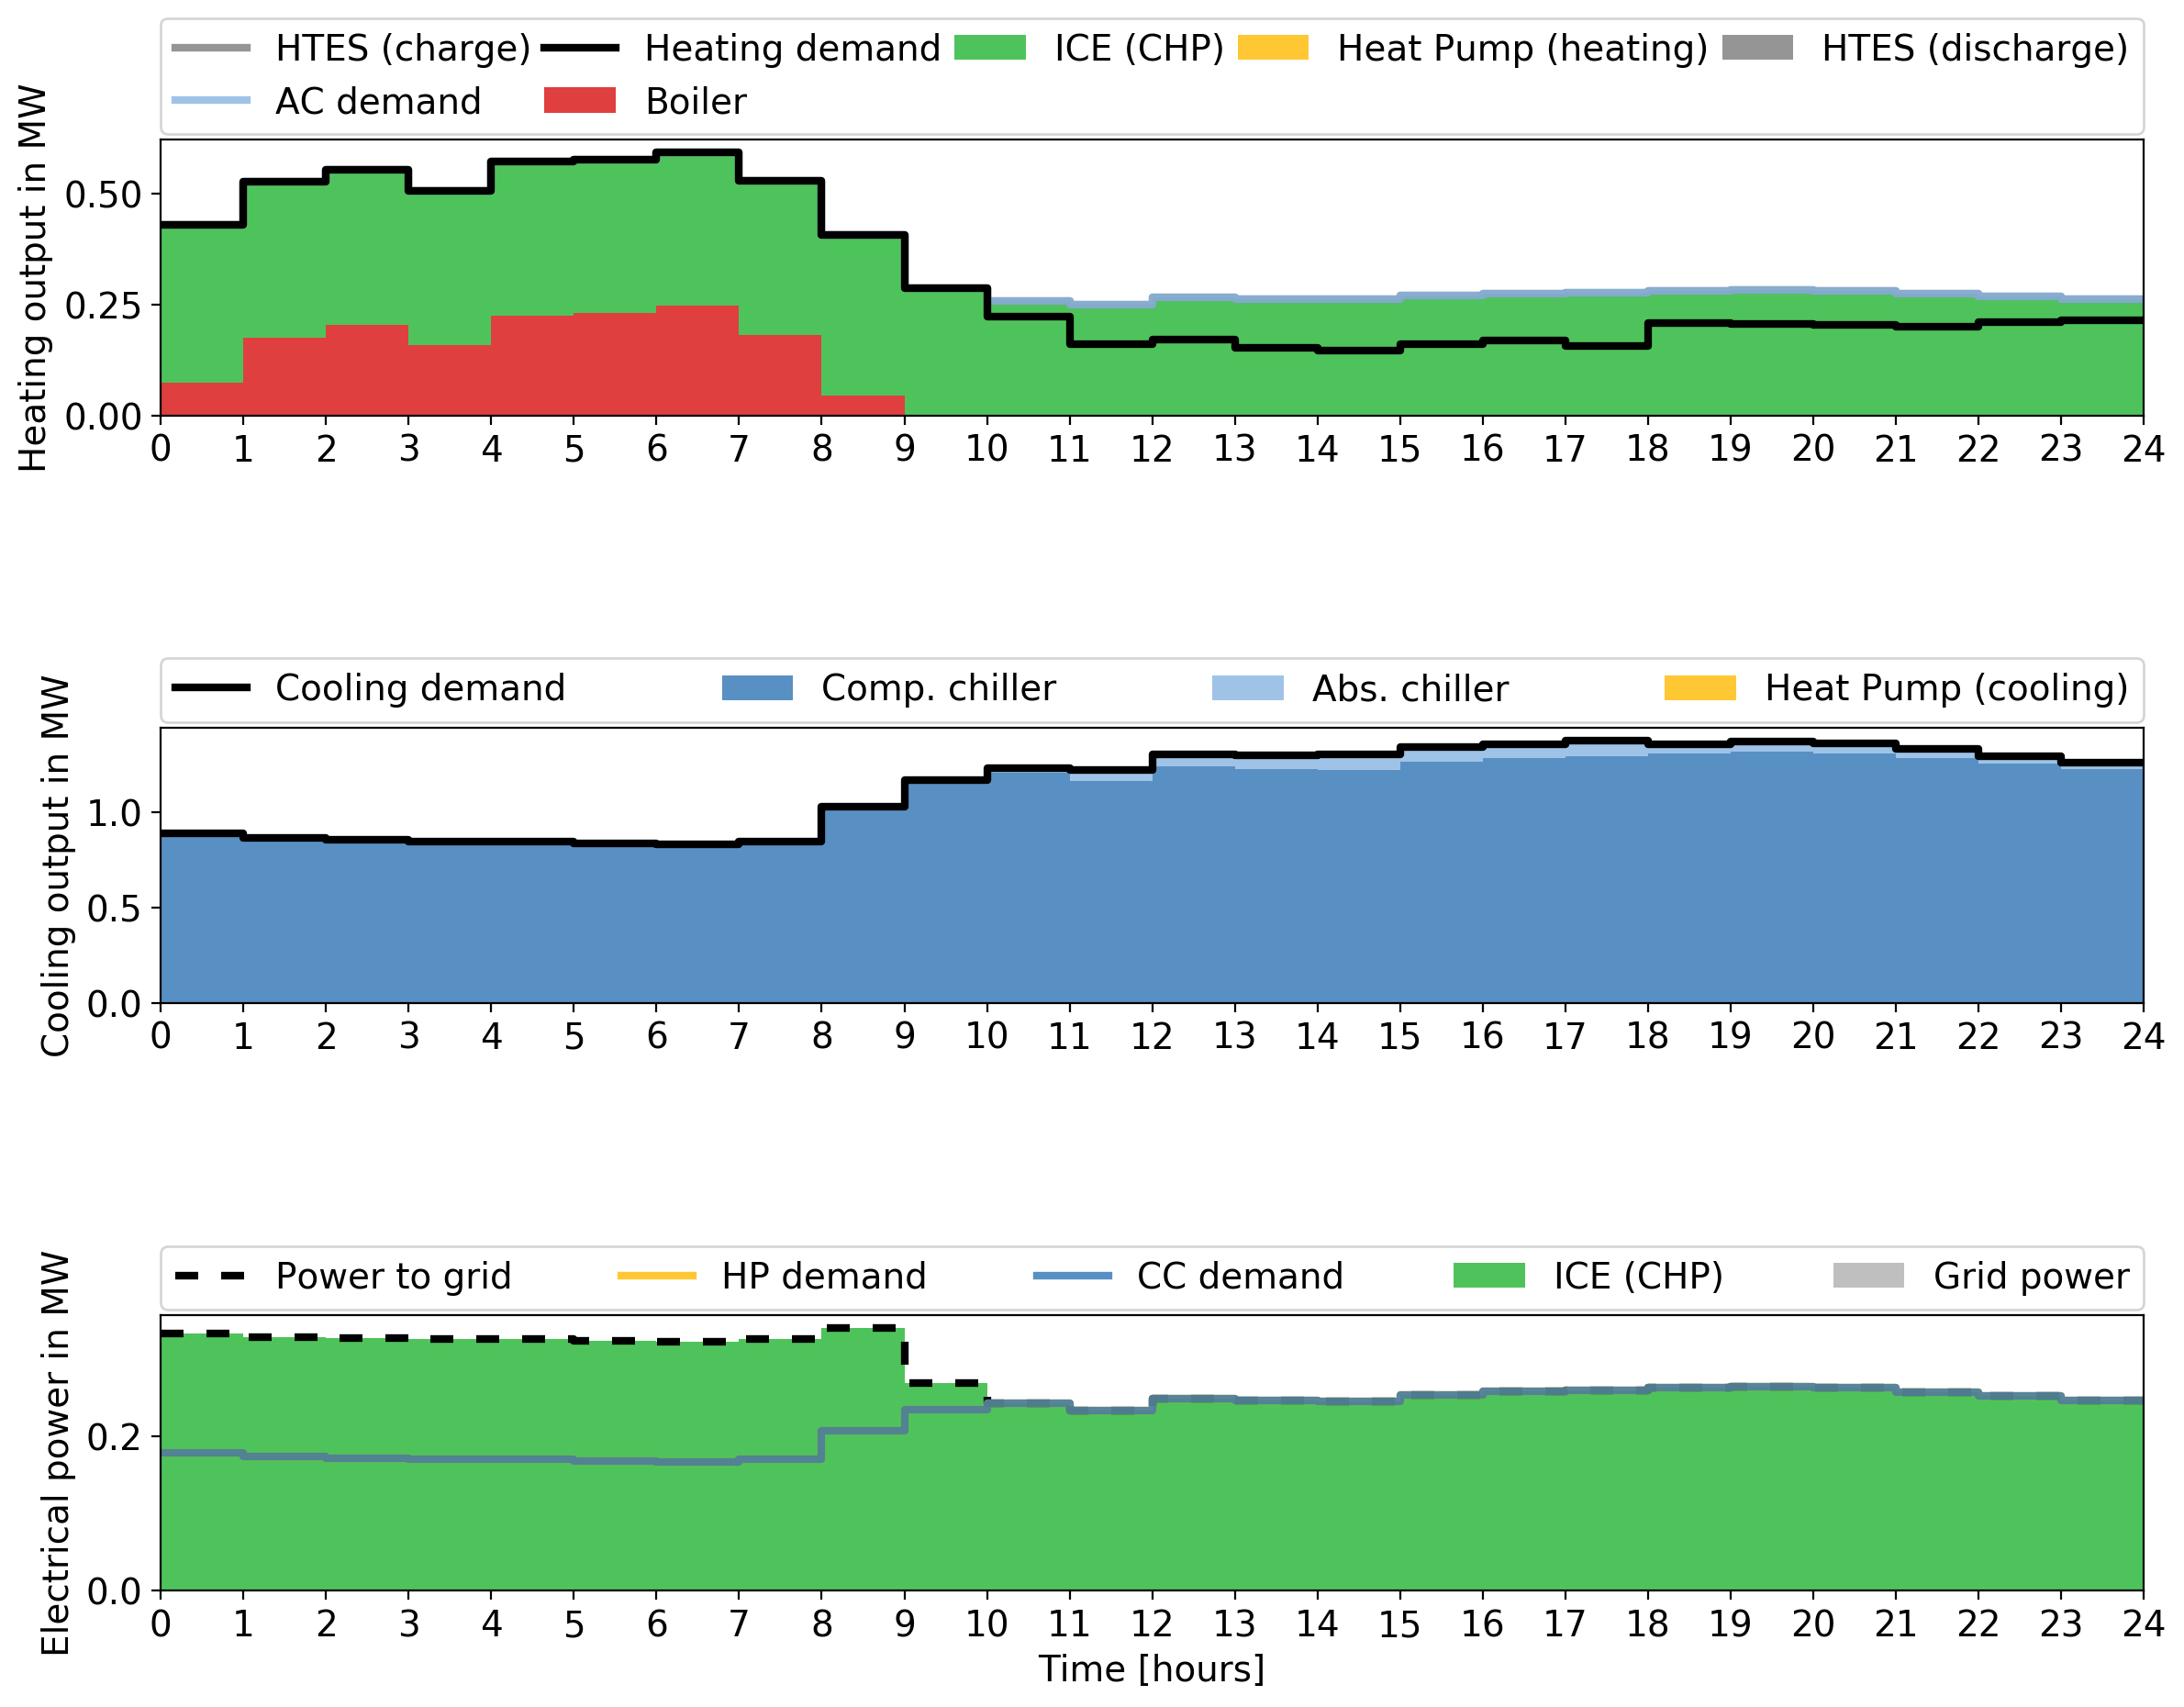 HTES (charge) Heating demand ICE (CHP) Heat Pump (heating) HTES (discharge)
AC demand Boiler
Heating output in MW
0.50
0.25
0.00
0 1 2 3 4 5 6 7 8 9 10 11 12 13 14 15 16 17 18 19 20 21 22 23 24
Cooling demand Comp. chiller Abs. chiller Heat Pump (cooling)
Cooling output in MW
1.0
0.5
0.0
0 1 2 3 4 5 6 7 8 9 10 11 12 13 14 15 16 17 18 19 20 21 22 23 24
Power to grid HP demand CC demand ICE (CHP) Grid power
Electrical power in MW
0.2
0.0
0 1 2 3 4 5 6 7 8 9 10 11 12 13 14 15 16 17 18 19 20 21 22 23 24
Time [hours]